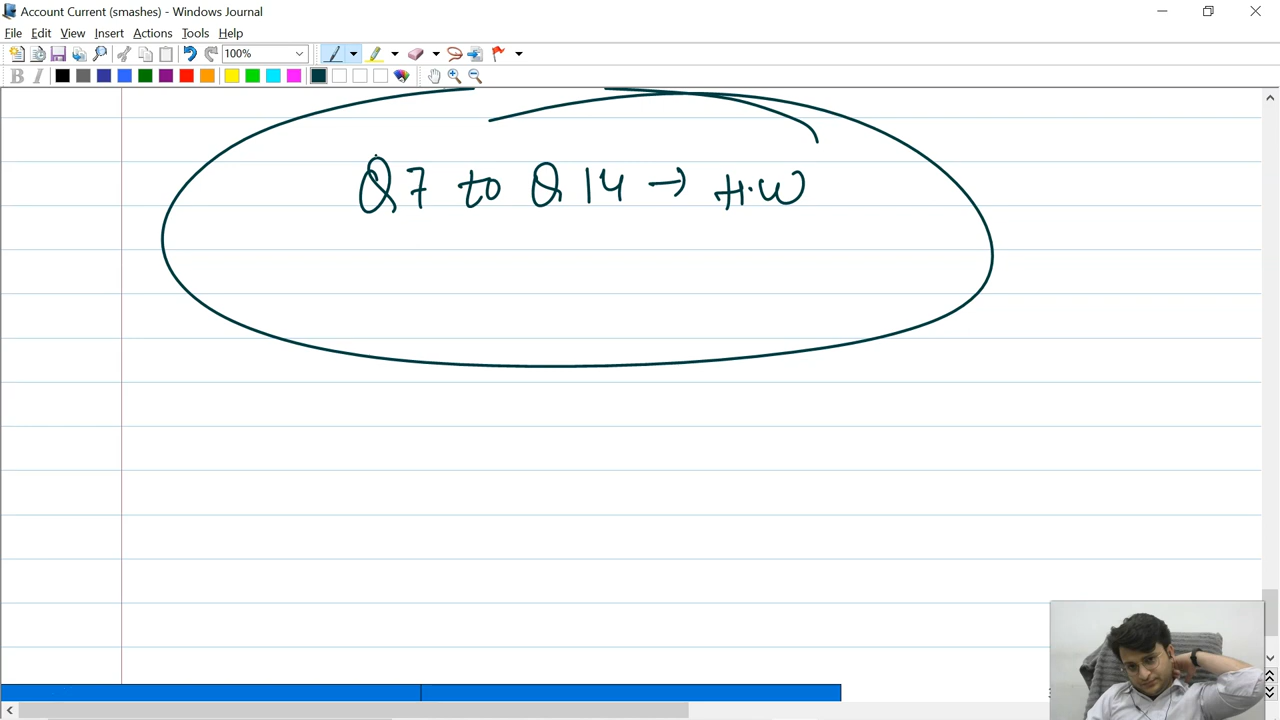 Account Current (smashes) - Windows Journal
File Edit View Insert Actions Tools Help
100%
B I
Q7 to Q14 → H.W